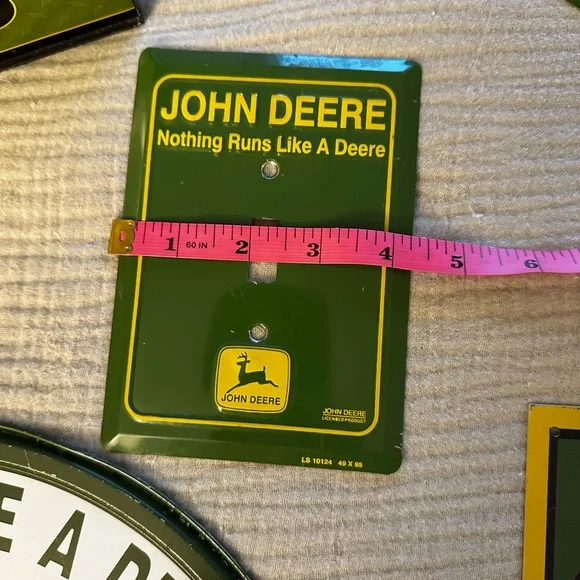 JOHN DEERE
Nothing Runs Like A Deere
1 60 IN 2 3 4 5 6
JOHN DEERE
JOHN DEERE
LICENSED PRODUCT
LS 10124 49 X 98
E A D